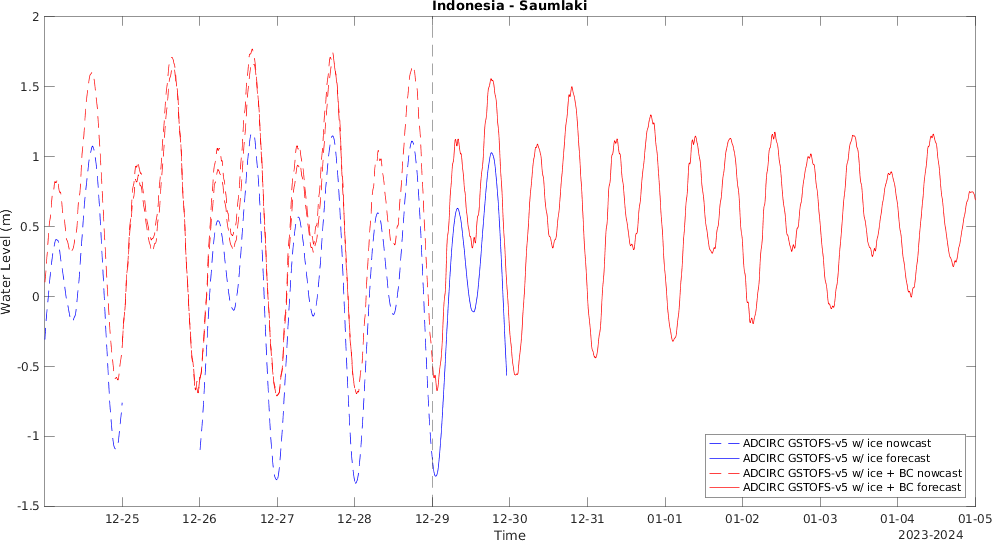 Indonesia - Saumlaki
Water Level (m)
2
1.5
1
0.5
0
-0.5
-1
-1.5
ADCIRC GSTOFS-v5 w/ ice nowcast
ADCIRC GSTOFS-v5 w/ ice forecast
ADCIRC GSTOFS-v5 w/ ice + BC nowcast
ADCIRC GSTOFS-v5 w/ ice + BC forecast
12-25 12-26 12-27 12-28 12-29 12-30 12-31 01-01 01-02 01-03 01-04 01-05
Time
2023-2024